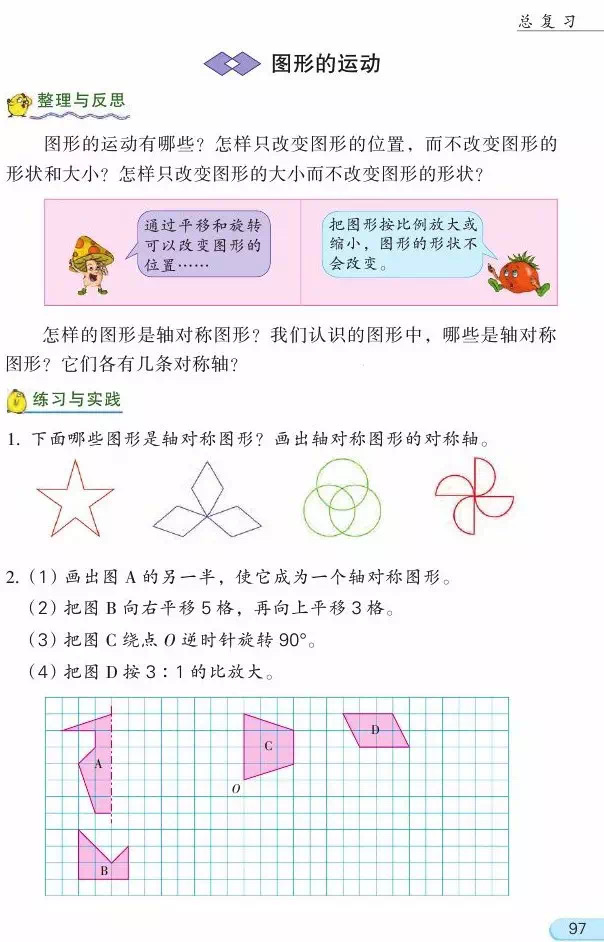 总复习
图形的运动
整理与反思
图形的运动有哪些？怎样只改变图形的位置，而不改变图形的
形状和大小？怎样只改变图形的大小而不改变图形的形状？
通过平移和旋转
可以改变图形的
位置……
把图形按比例放大或
缩小，图形的形状不
会改变。
怎样的图形是轴对称图形？我们认识的图形中，哪些是轴对称
图形？它们各有几条对称轴？
练习与实践
1. 下面哪些图形是轴对称图形？画出轴对称图形的对称轴。
2.（1）画出图 A 的另一半，使它成为一个轴对称图形。
（2）把图 B 向右平移 5 格，再向上平移 3 格。
（3）把图 C 绕点 O 逆时针旋转 90°。
（4）把图 D 按 3：1 的比放大。
A
C
D
O
B
97